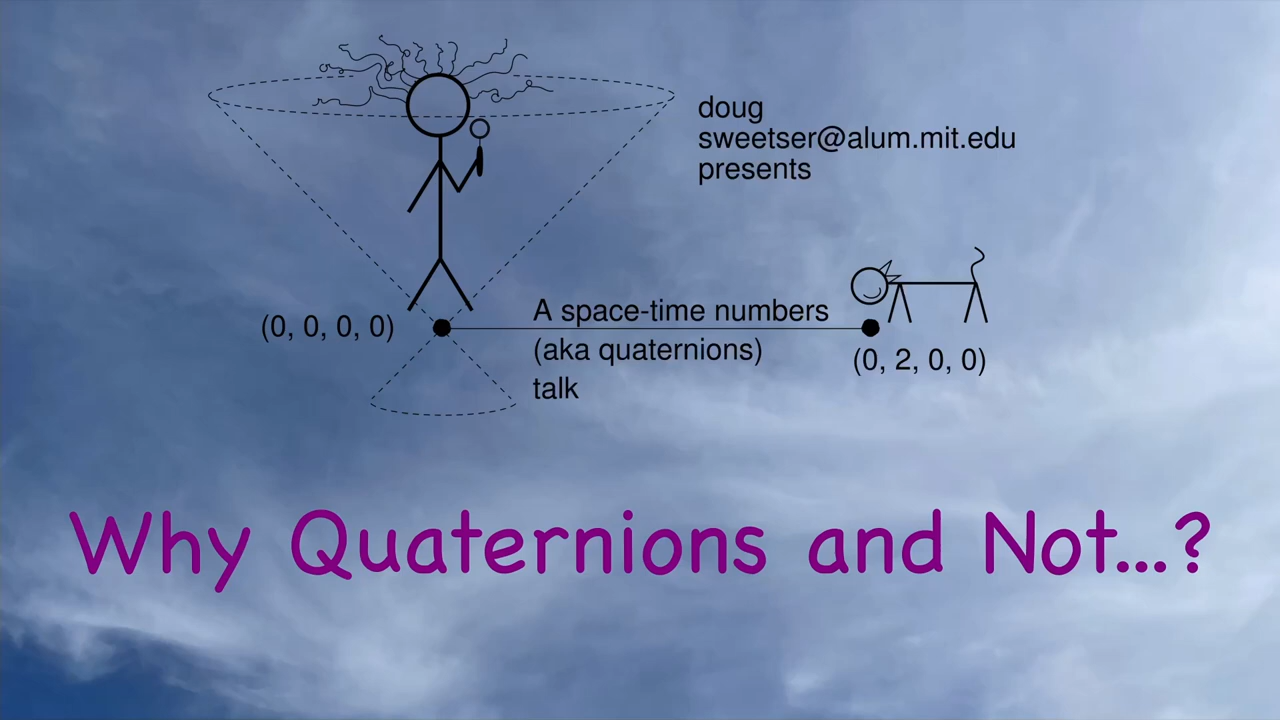 doug
sweetser@alum.mit.edu
presents
A space-time numbers
(0, 0, 0, 0)
(aka quaternions)
(0, 2, 0, 0)
talk
Why Quaternions and Not...?